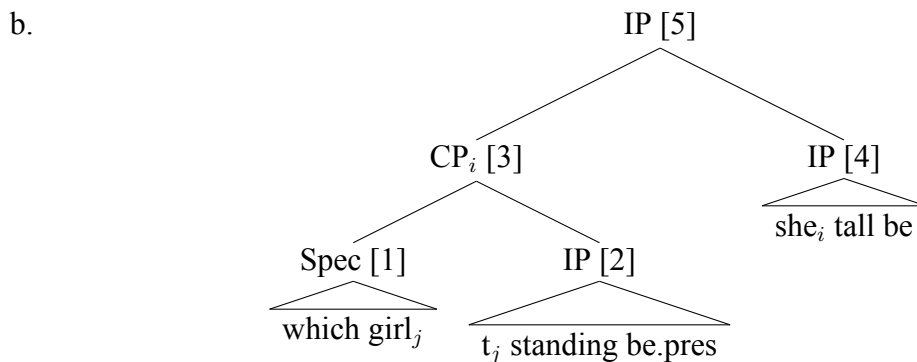 b.
IP [5]
CPᵢ [3] IP [4]
sheᵢ tall be
Spec [1] IP [2]
which girlⱼ tⱼ standing be.pres